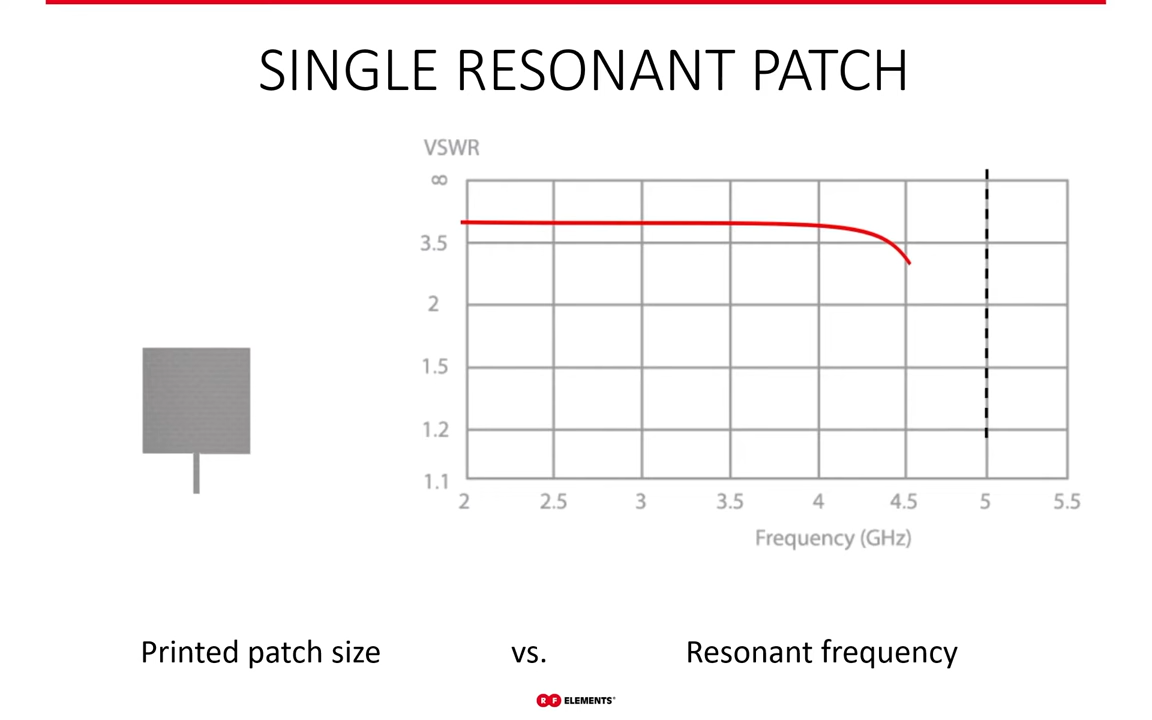 SINGLE RESONANT PATCH
VSWR
∞
3.5
2
1.5
1.2
1.1
2 2.5 3 3.5 4 4.5 5 5.5
Frequency (GHz)
Printed patch size vs. Resonant frequency
RF ELEMENTS®